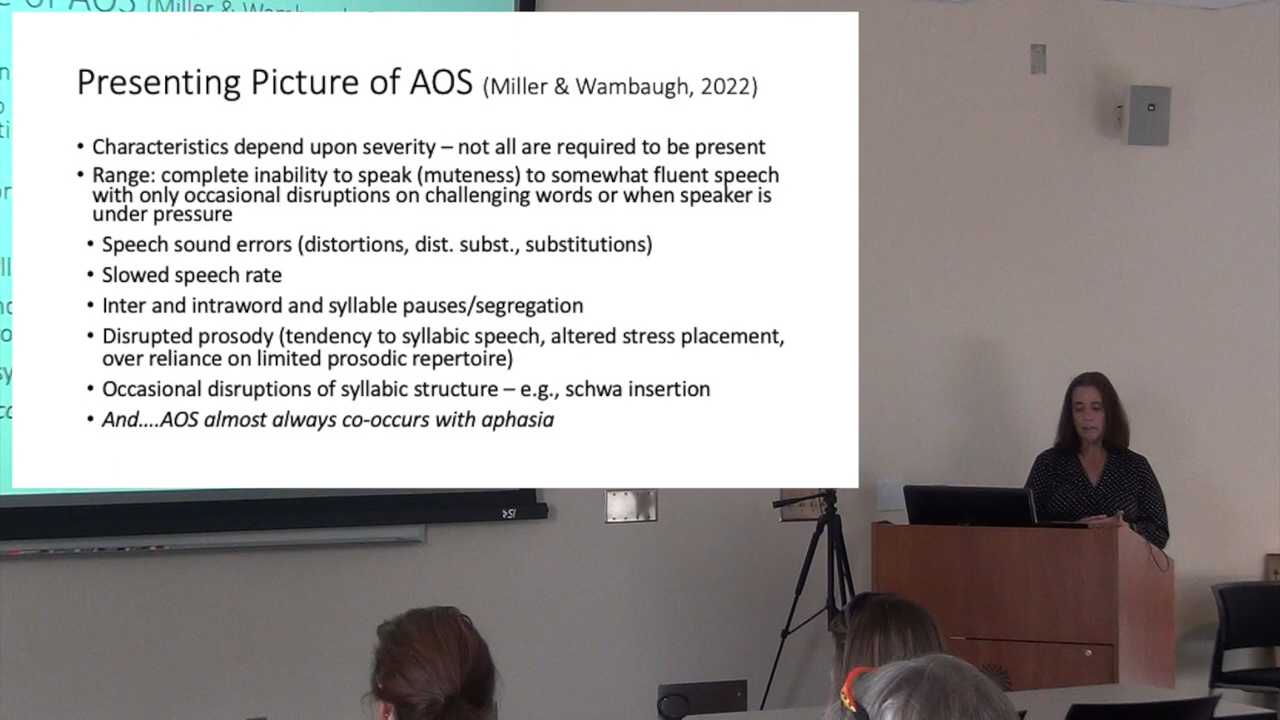 Presenting Picture of AOS (Miller & Wambaugh, 2022)
• Characteristics depend upon severity – not all are required to be present
• Range: complete inability to speak (muteness) to somewhat fluent speech
with only occasional disruptions on challenging words or when speaker is
under pressure
• Speech sound errors (distortions, dist. subst., substitutions)
• Slowed speech rate
• Inter and intraword and syllable pauses/segregation
• Disrupted prosody (tendency to syllabic speech, altered stress placement,
over reliance on limited prosodic repertoire)
• Occasional disruptions of syllabic structure – e.g., schwa insertion
• And....AOS almost always co-occurs with aphasia